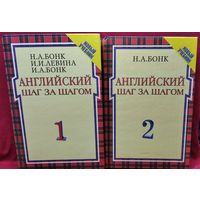 Н.А.БОНК
И.И.ЛЕВИНА
И.А.БОНК
АНГЛИЙСКИЙ
ШАГ ЗА ШАГОМ
1
Н.А.БОНК
АНГЛИЙСКИЙ
ШАГ ЗА ШАГОМ
2